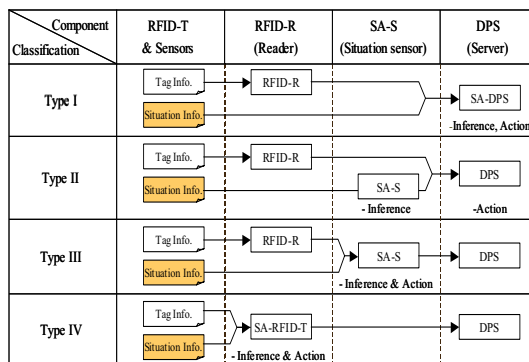 Component
Classification
RFID-T
& Sensors
RFID-R
(Reader)
SA-S
(Situation sensor)
DPS
(Server)
Type I
Tag Info.
RFID-R
Situation Info.
SA-DPS
-Inference, Action
Type II
Tag Info.
RFID-R
Situation Info.
SA-S
DPS
- Inference
-Action
Type III
Tag Info.
RFID-R
Situation Info.
SA-S
DPS
- Inference & Action
Type IV
Tag Info.
Situation Info.
SA-RFID-T
DPS
- Inference & Action